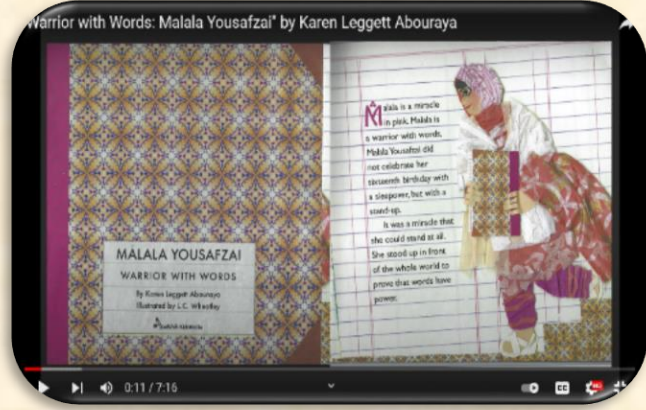 Warrior with Words: Malala Yousafzai" by Karen Leggett Abouraya
MALALA YOUSAFZAI
WARRIOR WITH WORDS
By Karen Leggett Abouraya
Illustrated by L.C. Wheatley
Malala is a miracle
in pink. Malala is
a warrior with words.
Malala Yousafzai did
not celebrate her
sixteenth birthday with
a sleepover, but with a
stand-up.
It was a miracle that
she could stand at all.
She stood up in front
of the whole world to
prove that words have
power.
0:11 / 7:16
CC